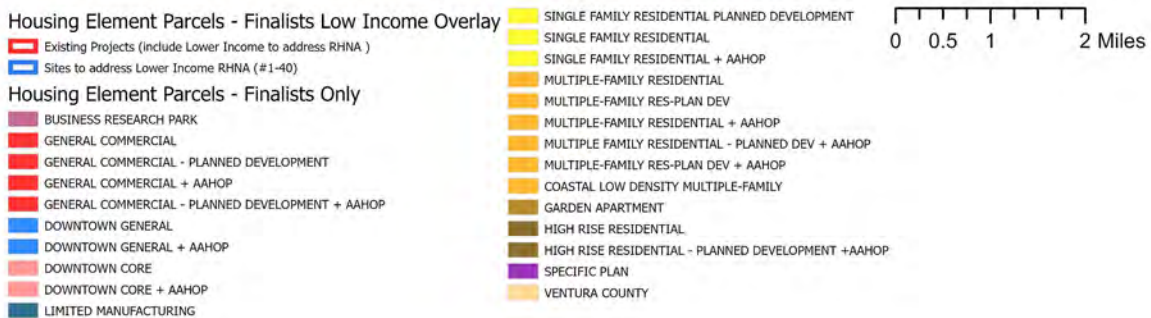 Housing Element Parcels - Finalists Low Income Overlay
Existing Projects (include Lower Income to address RHNA )
Sites to address Lower Income RHNA (#1-40)
Housing Element Parcels - Finalists Only
BUSINESS RESEARCH PARK
GENERAL COMMERCIAL
GENERAL COMMERCIAL - PLANNED DEVELOPMENT
GENERAL COMMERCIAL + AAHOP
GENERAL COMMERCIAL - PLANNED DEVELOPMENT + AAHOP
DOWNTOWN GENERAL
DOWNTOWN GENERAL + AAHOP
DOWNTOWN CORE
DOWNTOWN CORE + AAHOP
LIMITED MANUFACTURING
SINGLE FAMILY RESIDENTIAL PLANNED DEVELOPMENT
SINGLE FAMILY RESIDENTIAL
SINGLE FAMILY RESIDENTIAL + AAHOP
MULTIPLE-FAMILY RESIDENTIAL
MULTIPLE-FAMILY RES-PLAN DEV
MULTIPLE-FAMILY RESIDENTIAL + AAHOP
MULTIPLE FAMILY RESIDENTIAL - PLANNED DEV + AAHOP
MULTIPLE-FAMILY RES-PLAN DEV + AAHOP
COASTAL LOW DENSITY MULTIPLE-FAMILY
GARDEN APARTMENT
HIGH RISE RESIDENTIAL
HIGH RISE RESIDENTIAL - PLANNED DEVELOPMENT +AAHOP
SPECIFIC PLAN
VENTURA COUNTY
0 0.5 1 2 Miles